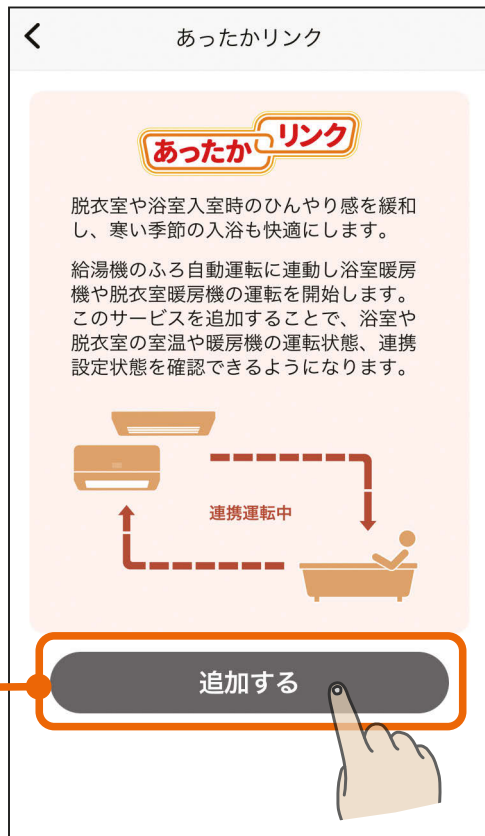 あったかリンク
あったか リンク
脱衣室や浴室入室時のひんやり感を緩和
し、寒い季節の入浴も快適にします。
給湯機のふろ自動運転に連動し浴室暖房
機や脱衣室暖房機の運転を開始します。
このサービスを追加することで、浴室や
脱衣室の室温や暖房機の運転状態、連携
設定状態を確認できるようになります。
連携運転中
追加する